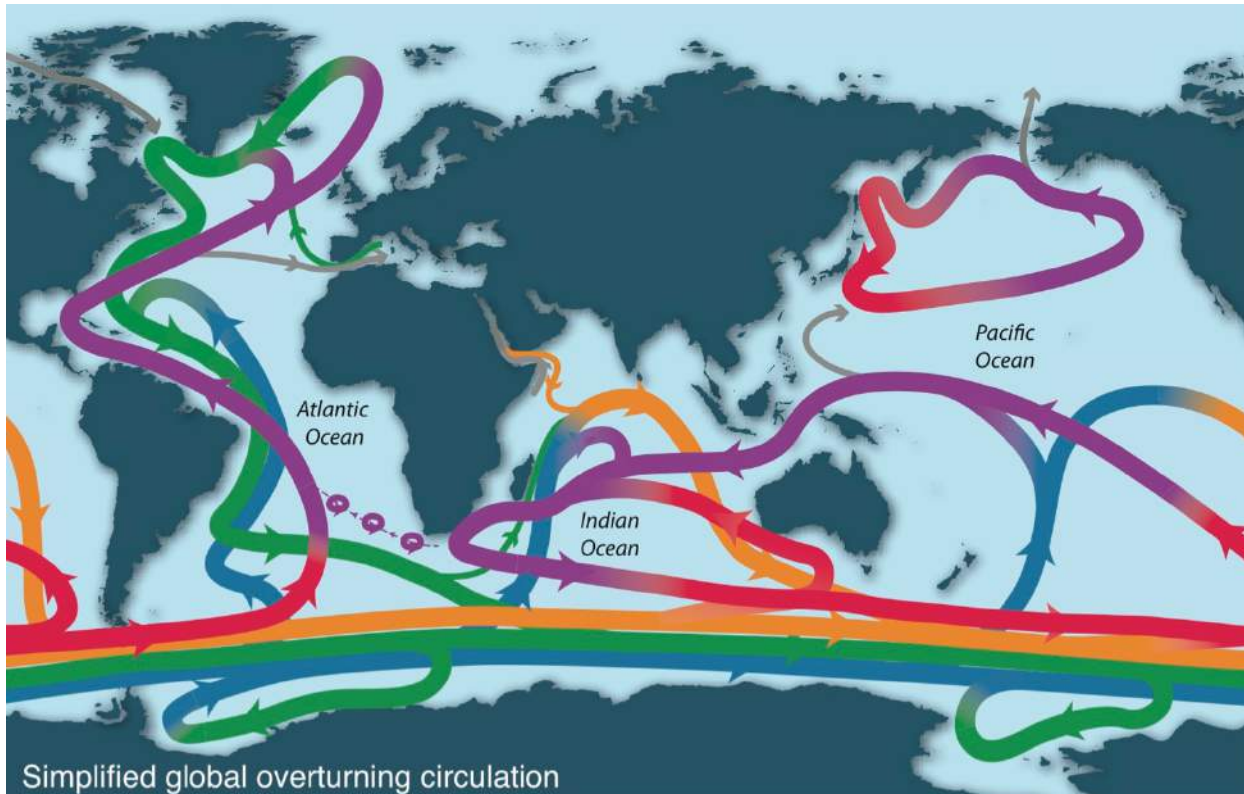 Pacific
Ocean
Atlantic
Ocean
Indian
Ocean
Simplified global overturning circulation